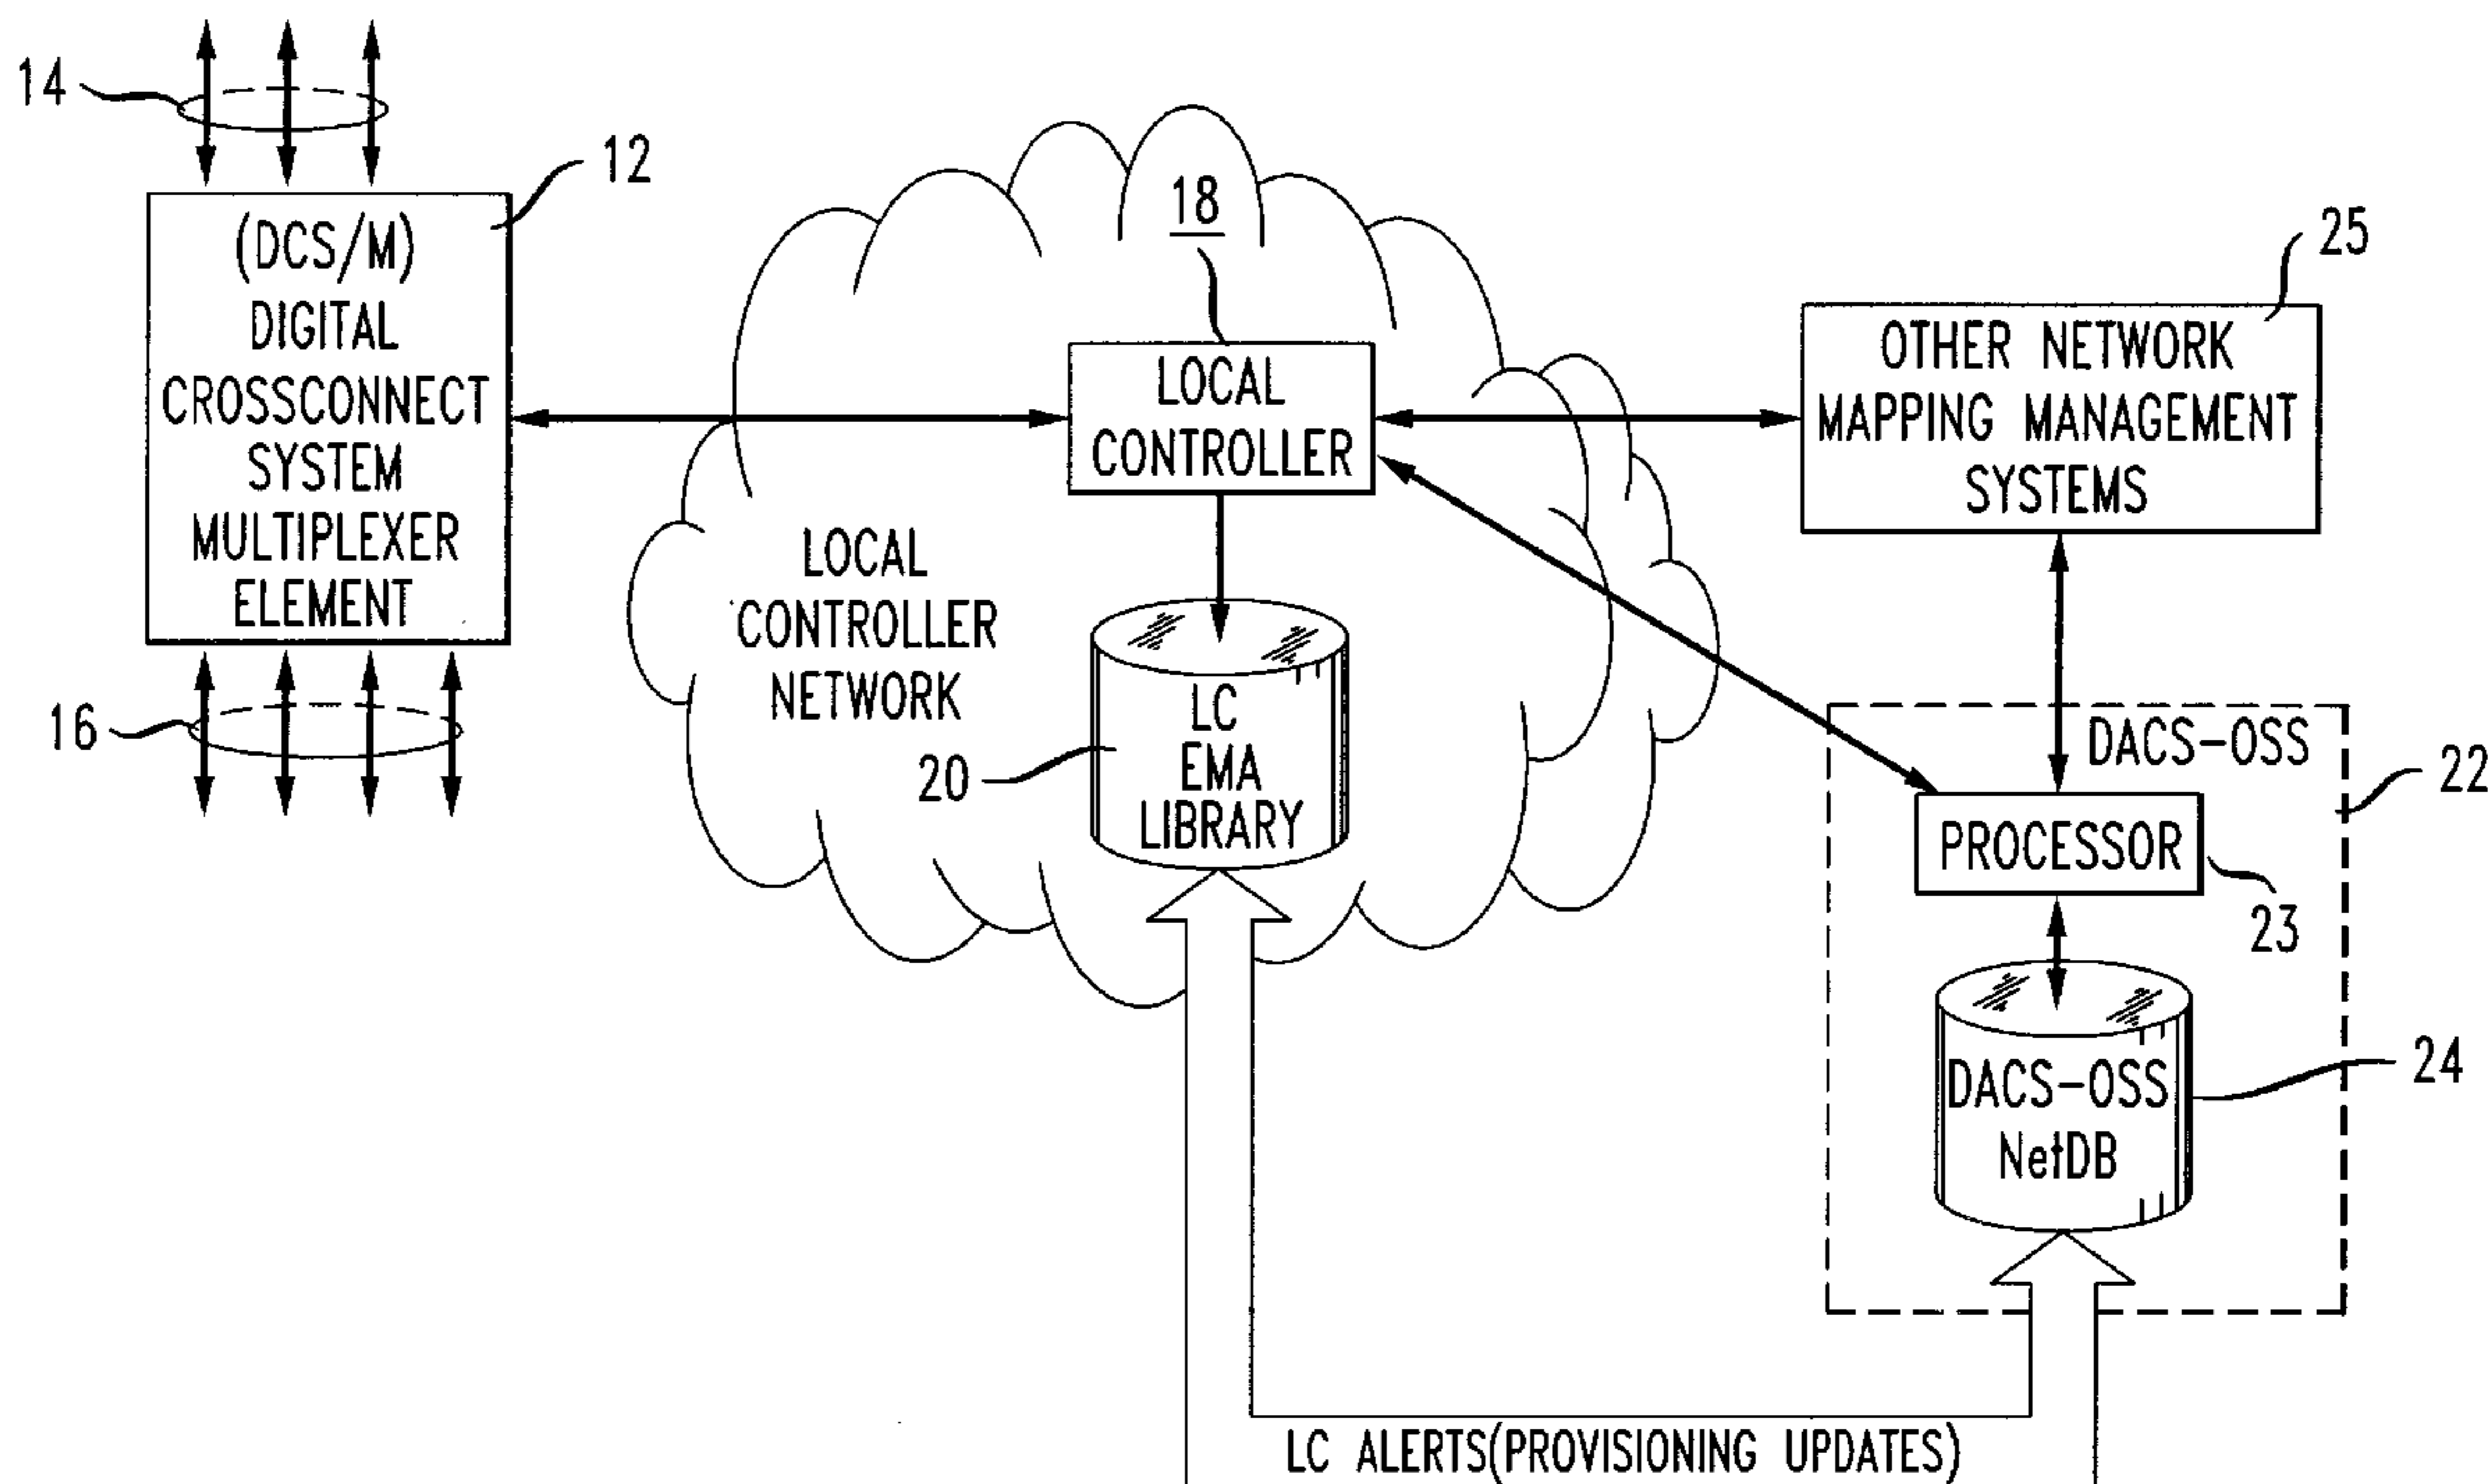 14
12
(DCS/M)
DIGITAL
CROSSCONNECT
SYSTEM
MULTIPLEXER
ELEMENT
16
18
LOCAL
CONTROLLER
LOCAL
CONTROLLER
NETWORK
20
LC
EMA
LIBRARY
25
OTHER NETWORK
MAPPING MANAGEMENT
SYSTEMS
DACS-OSS
22
PROCESSOR
23
DACS-OSS
NetDB
24
LC ALERTS(PROVISIONING UPDATES)